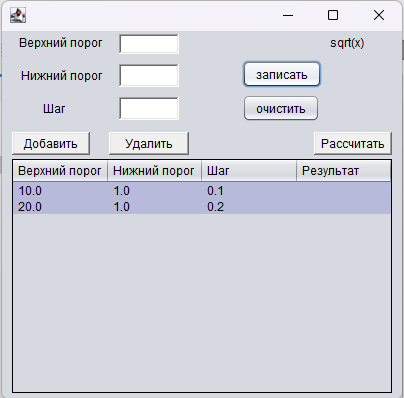 Верхний порог sqrt(x)
Нижний порог записать
Шаг очистить
Добавить Удалить Рассчитать
Верхний порог Нижний порог Шаг Результат
10.0 1.0 0.1
20.0 1.0 0.2